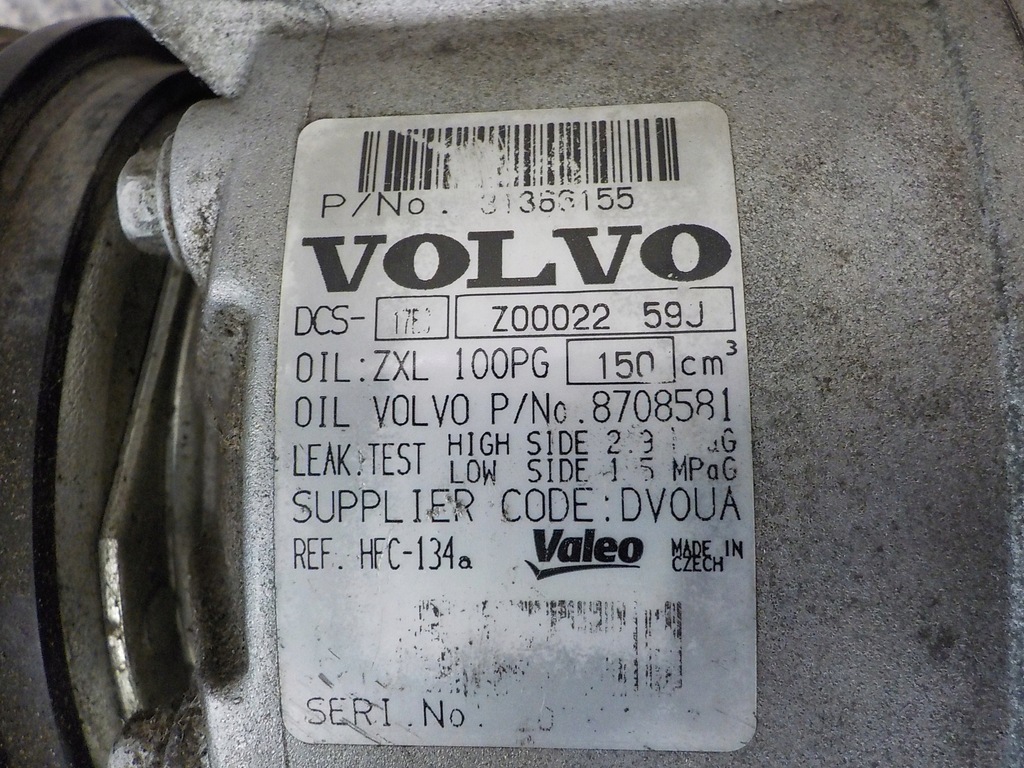 P/No. 31366155
VOLVO
DCS- Z00022 59J
OIL:ZXL 100PG 150 cm³
OIL VOLVO P/No.8708581
LEAK.TEST HIGH SIDE
LOW SIDE MPaG
SUPPLIER CODE:DVOUA
REF. HFC-134a Valeo MADE IN
CZECH
SERI.No.